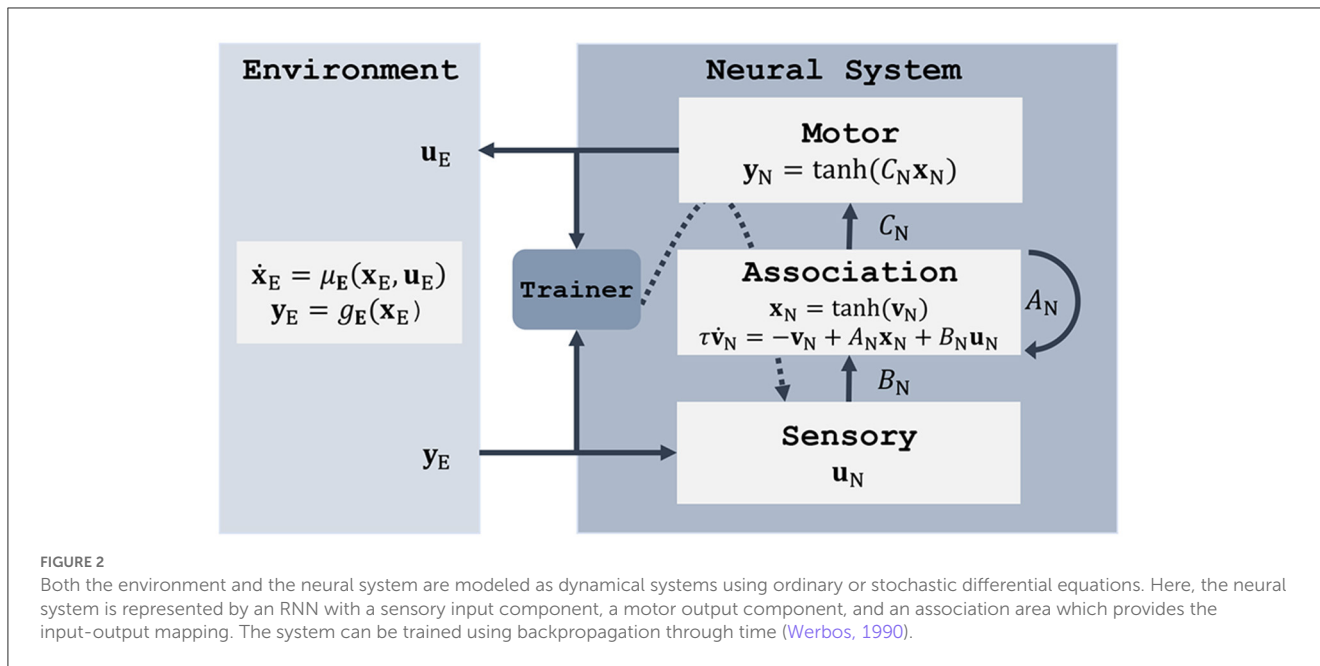 Environment
Neural System
Motor
𝐲_N = tanh(C_N 𝐱_N)
𝐮_E
C_N
𝐱̇_E = μ_𝐄(𝐱_E, 𝐮_E)
𝐲_E = g_𝐄(𝐱_E)
Trainer
Association
𝐱_N = tanh(𝐯_N)
τ𝐯̇_N = −𝐯_N + A_N 𝐱_N + B_N 𝐮_N
A_N
B_N
𝐲_E
Sensory
𝐮_N
FIGURE 2
Both the environment and the neural system are modeled as dynamical systems using ordinary or stochastic differential equations. Here, the neural
system is represented by an RNN with a sensory input component, a motor output component, and an association area which provides the
input-output mapping. The system can be trained using backpropagation through time (Werbos, 1990).